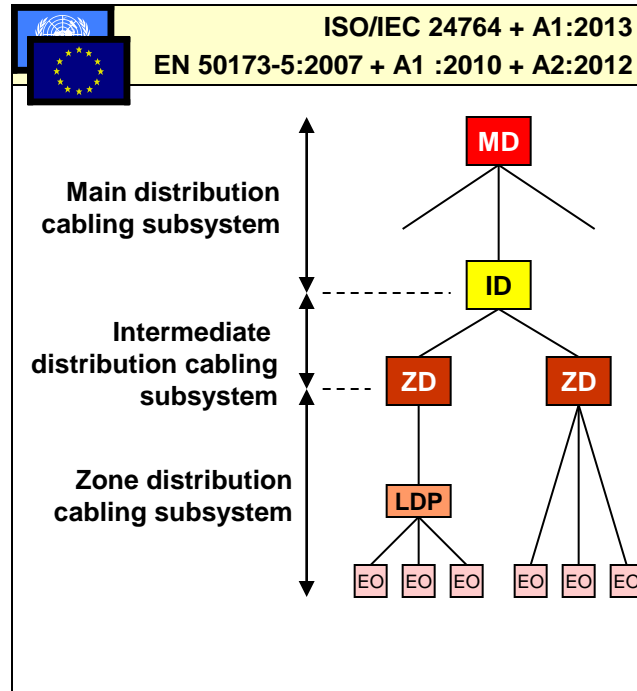 ISO/IEC 24764 + A1:2013
EN 50173-5:2007 + A1 :2010 + A2:2012
MD
Main distribution
cabling subsystem
ID
Intermediate
distribution cabling
subsystem
ZD
ZD
Zone distribution
cabling subsystem
LDP
EO
EO
EO
EO
EO
EO